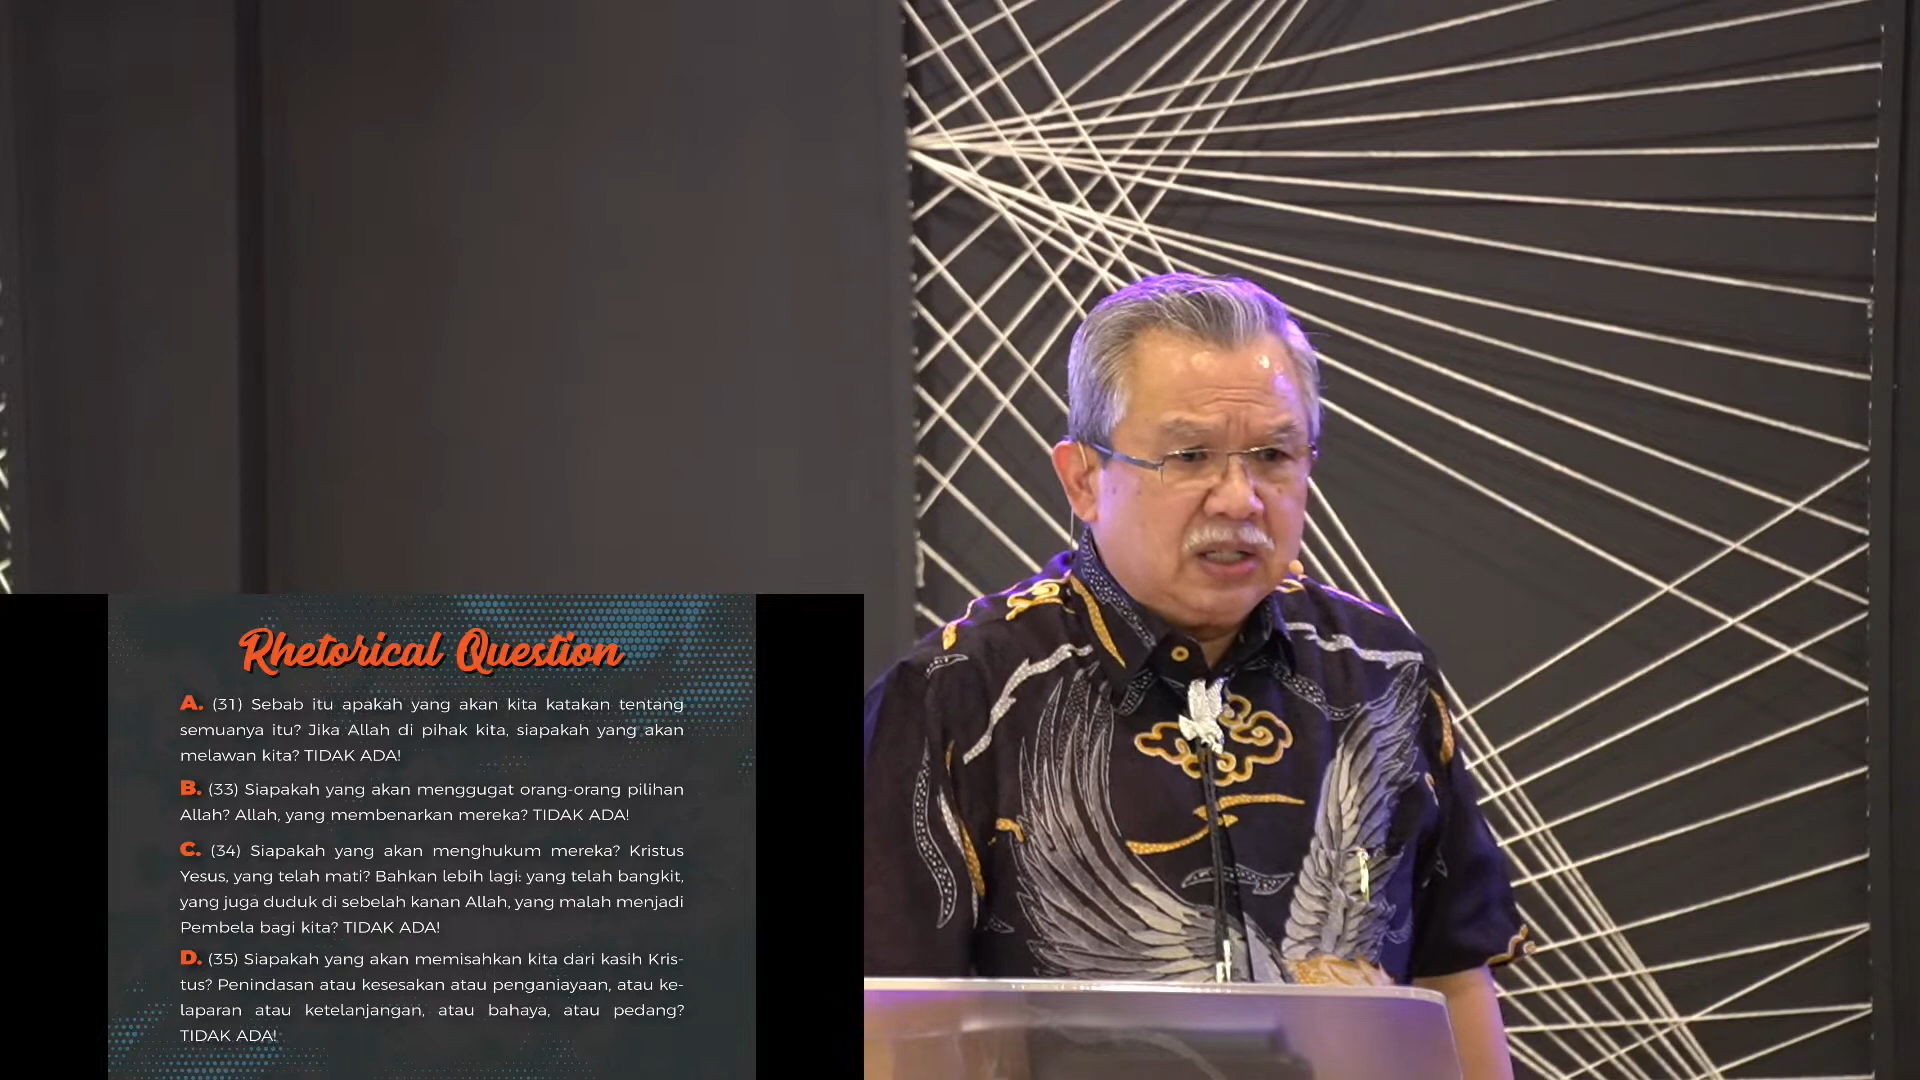 Rhetorical Question
A. (31) Sebab itu apakah yang akan kita katakan tentang
semuanya itu? Jika Allah di pihak kita, siapakah yang akan
melawan kita? TIDAK ADA!
B. (33) Siapakah yang akan menggugat orang-orang pilihan
Allah? Allah, yang membenarkan mereka? TIDAK ADA!
C. (34) Siapakah yang akan menghukum mereka? Kristus
Yesus, yang telah mati? Bahkan lebih lagi: yang telah bangkit,
yang juga duduk di sebelah kanan Allah, yang malah menjadi
Pembela bagi kita? TIDAK ADA!
D. (35) Siapakah yang akan memisahkan kita dari kasih Kris-
tus? Penindasan atau kesesakan atau penganiayaan, atau ke-
laparan atau ketelanjangan, atau bahaya, atau pedang?
TIDAK ADA!